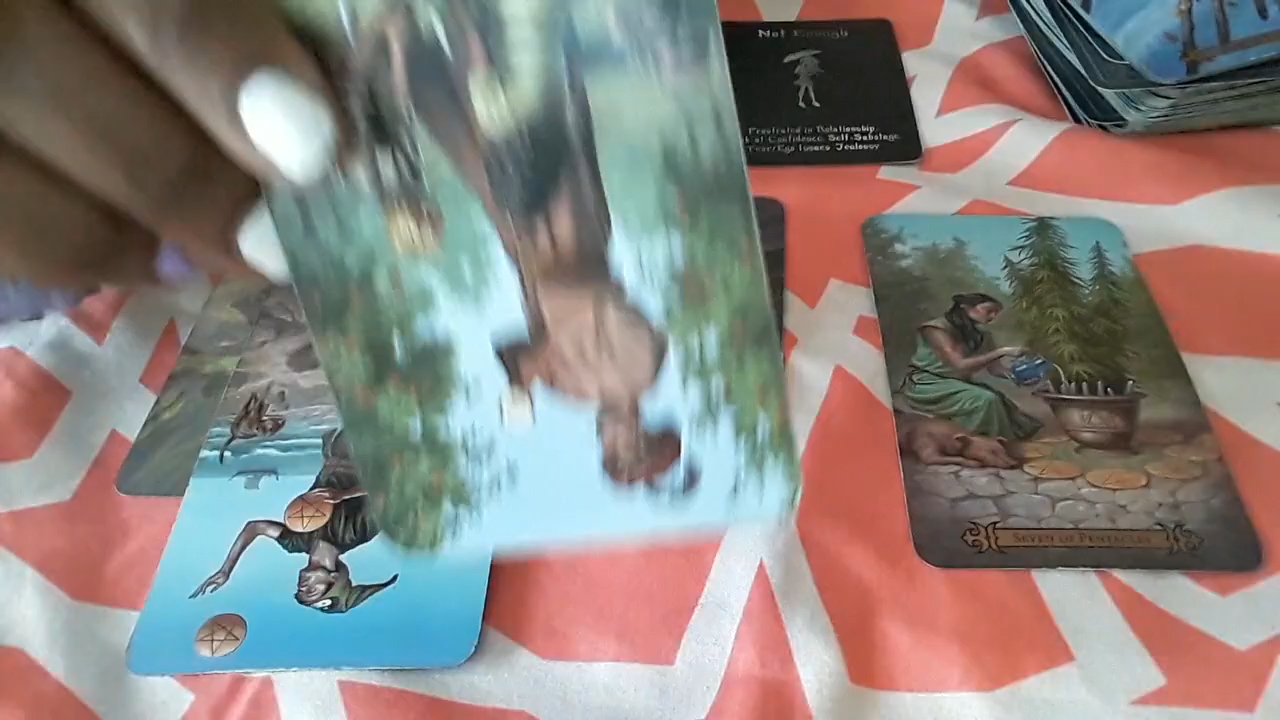 Not Enough
Frustrated in Relationship
of Confidence Self-Sabotage
Fear/Ego Issues Jealousy
Seven of Pentacles